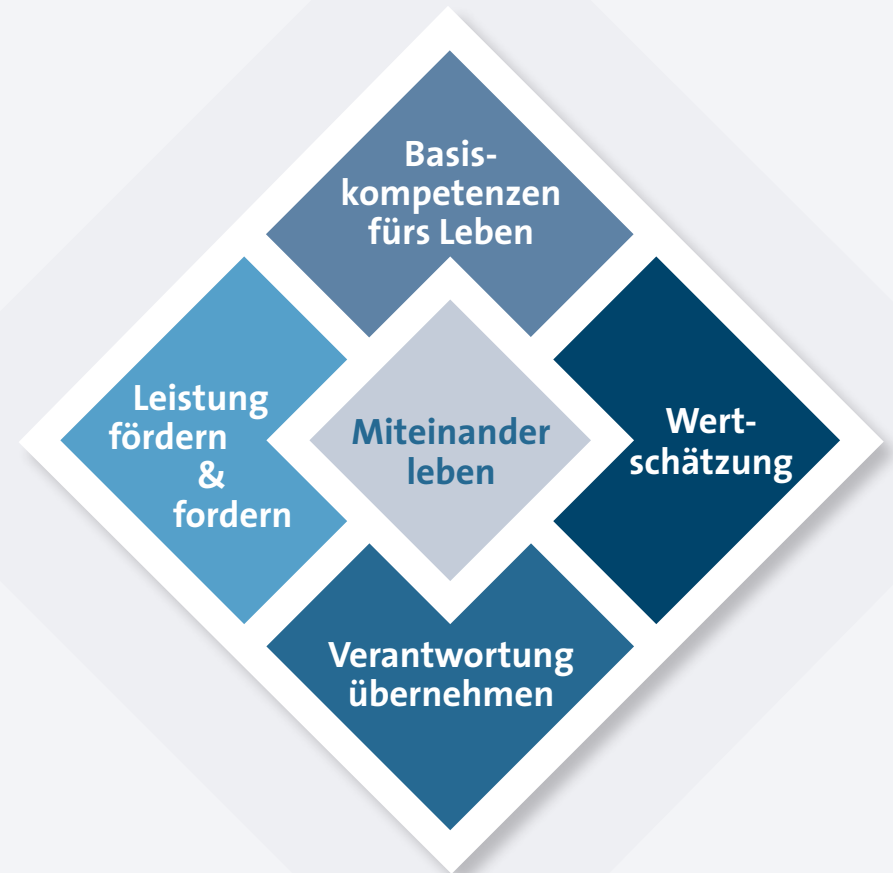 Basis-
kompetenzen
fürs Leben
Leistung
fördern
&
fordern
Miteinander
leben
Wert-
schätzung
Verantwortung
übernehmen